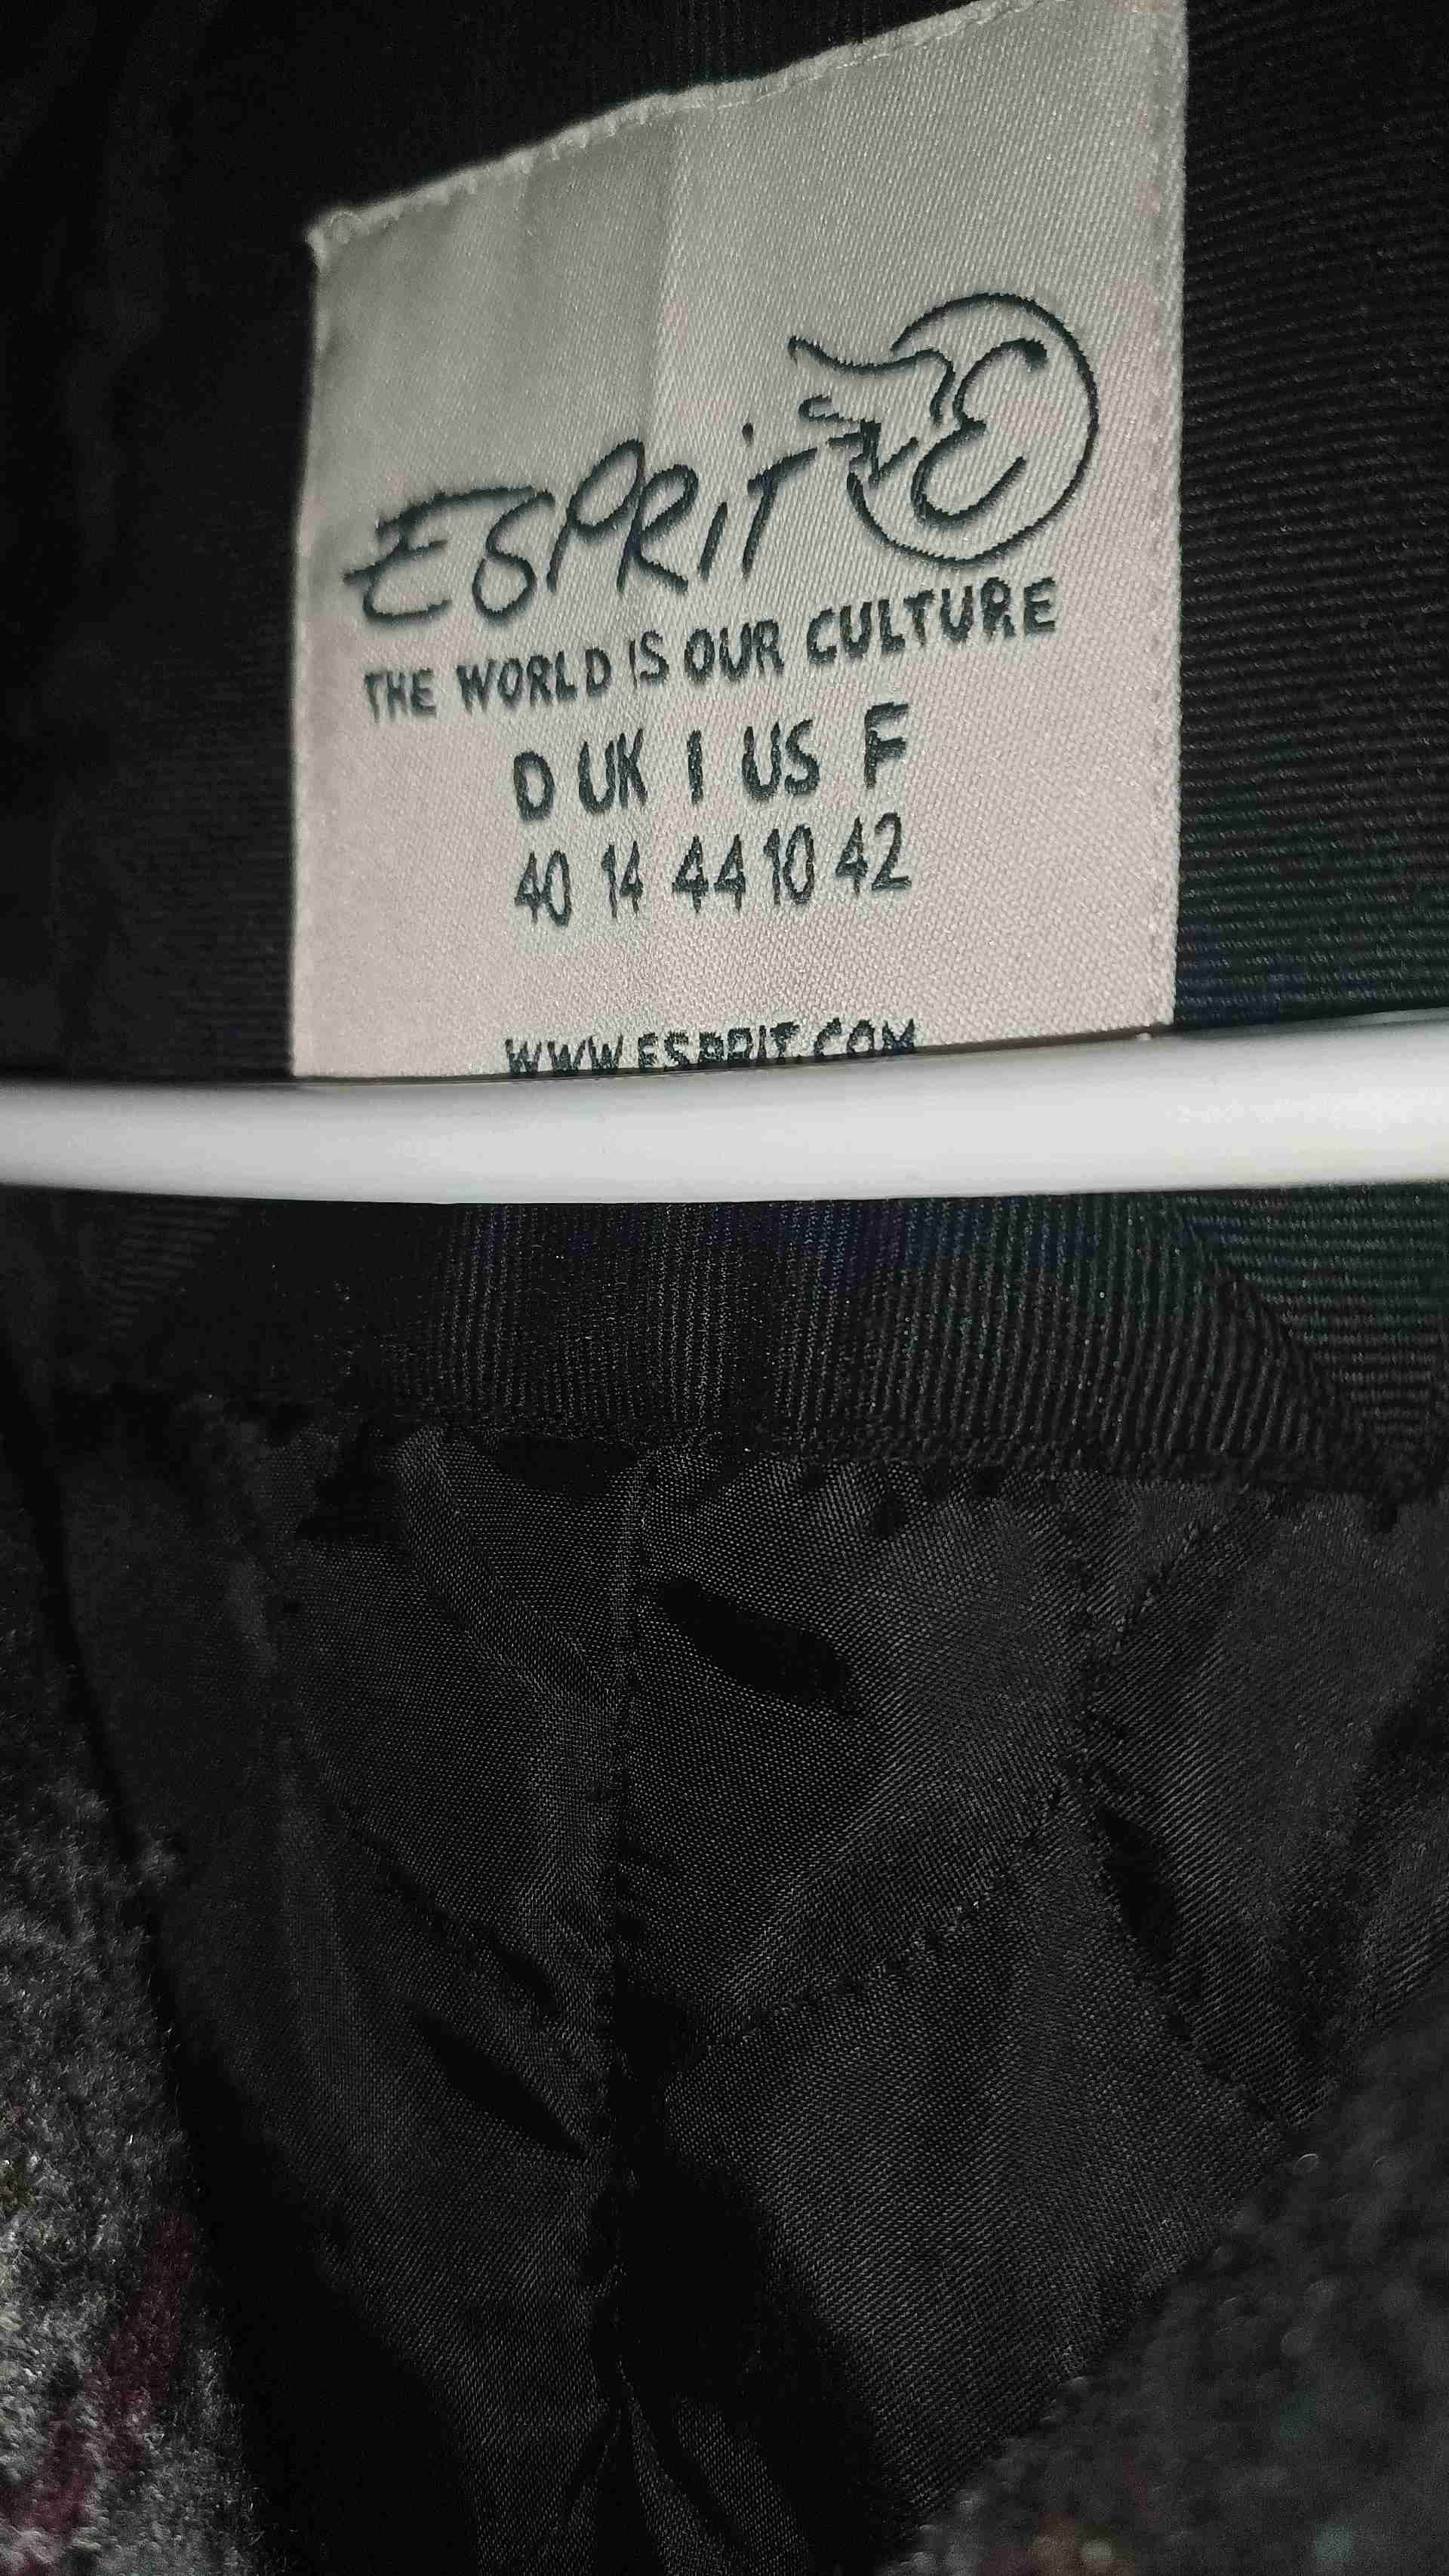 ESPRIT E
THE WORLD IS OUR CULTURE
D UK I US F
40 14 44 10 42
WWW.ESPRIT.COM